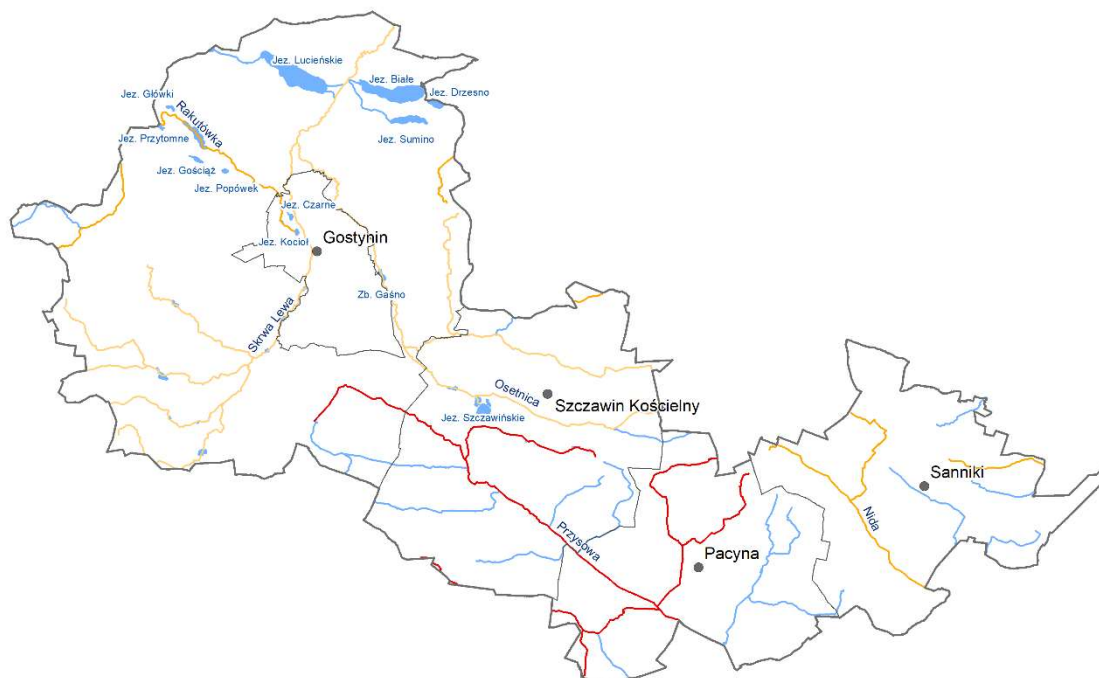 Jez. Lucieńskie
Jez. Białe
Jez. Drzesno
Jez. Główki
Rakutówka
Jez. Przytomne
Jez. Sumino
Jez. Gościąż
Jez. Popówek
Jez. Czarne
Jez. Kocioł
Gostynin
Zb. Gaśno
Skrwa Lewa
Osetnica
Szczawin Kościelny
Jez. Szczawińskie
Sanniki
Nida
Przysowa
Pacyna